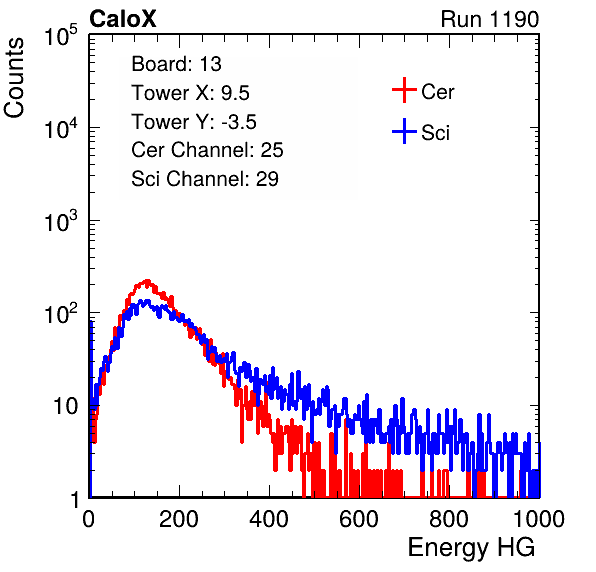 CaloX Run 1190
Counts
10^5
10^4
10^3
10^2
10
1
Board: 13
Tower X: 9.5
Tower Y: -3.5
Cer Channel: 25
Sci Channel: 29
Cer
Sci
0 200 400 600 800 1000
Energy HG